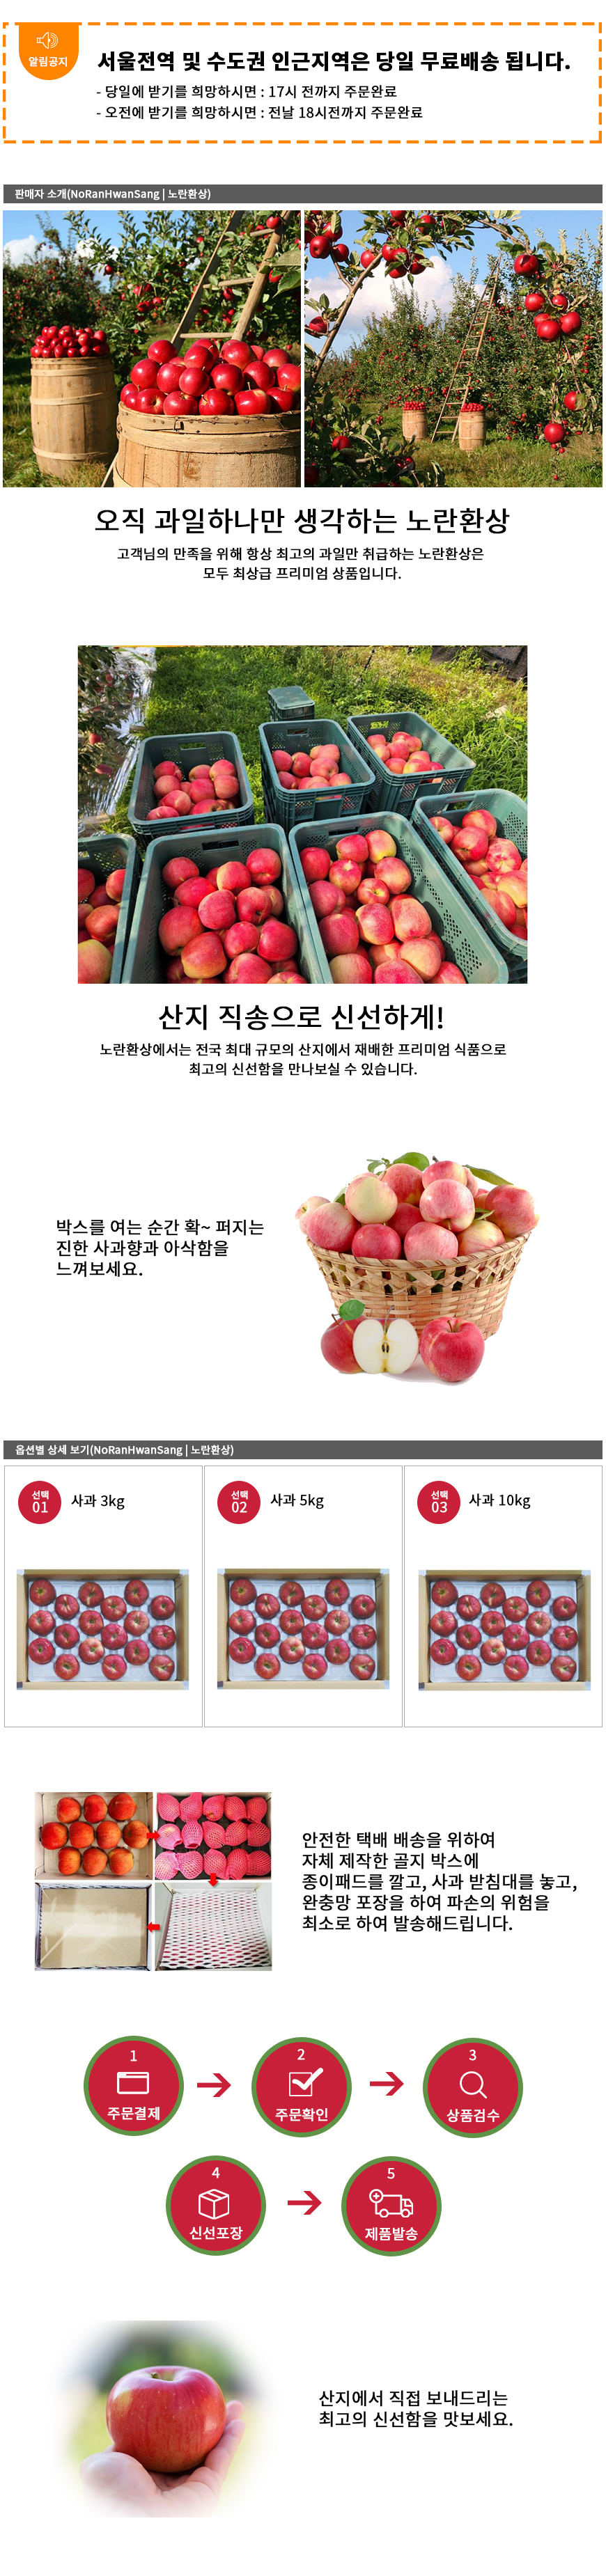 알림공지
서울전역 및 수도권 인근지역은 당일 무료배송 됩니다.
- 당일에 받기를 희망하시면 : 17시 전까지 주문완료
- 오전에 받기를 희망하시면 : 전날 18시전까지 주문완료
판매자 소개(NoRanHwanSang | 노란환상)
오직 과일하나만 생각하는 노란환상
고객님의 만족을 위해 항상 최고의 과일만 취급하는 노란환상은
모두 최상급 프리미엄 상품입니다.
산지 직송으로 신선하게!
노란환상에서는 전국 최대 규모의 산지에서 재배한 프리미엄 식품으로
최고의 신선함을 만나보실 수 있습니다.
박스를 여는 순간 확~ 퍼지는
진한 사과향과 아삭함을
느껴보세요.
옵션별 상세 보기(NoRanHwanSang | 노란환상)
선택
01
사과 3kg
선택
02
사과 5kg
선택
03
사과 10kg
안전한 택배 배송을 위하여
자체 제작한 골지 박스에
종이패드를 깔고, 사과 받침대를 놓고,
완충망 포장을 하여 파손의 위험을
최소로 하여 발송해드립니다.
1
주문결제
2
주문확인
3
상품검수
4
신선포장
5
제품발송
산지에서 직접 보내드리는
최고의 신선함을 맛보세요.